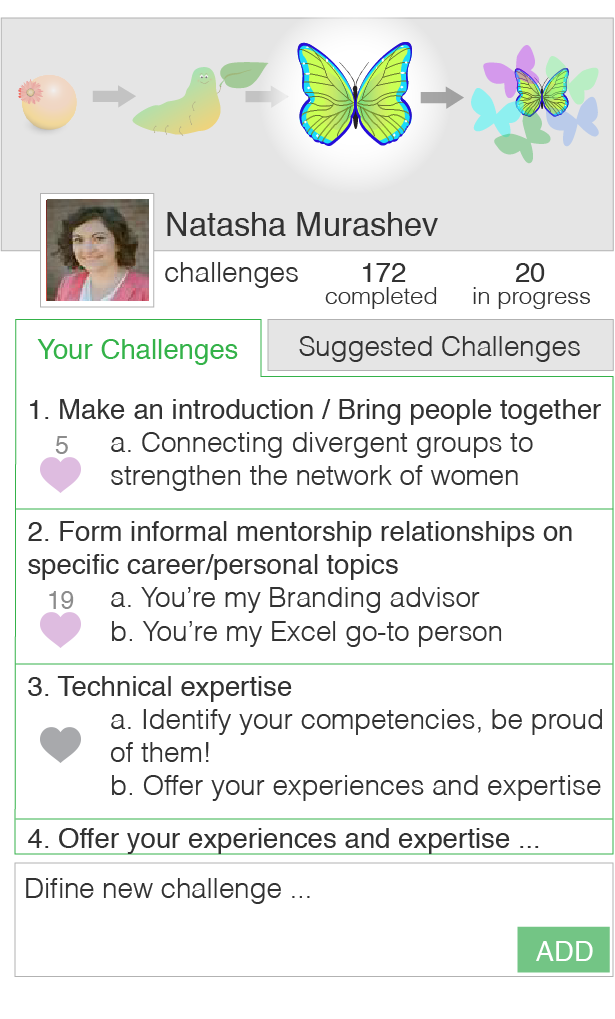 Natasha Murashev
challenges 172 20
completed in progress
Your Challenges Suggested Challenges
1. Make an introduction / Bring people together
5 a. Connecting divergent groups to
strengthen the network of women
2. Form informal mentorship relationships on
specific career/personal topics
19 a. You’re my Branding advisor
b. You’re my Excel go-to person
3. Technical expertise
a. Identify your competencies, be proud
of them!
b. Offer your experiences and expertise
4. Offer your experiences and expertise ...
Difine new challenge ...
ADD